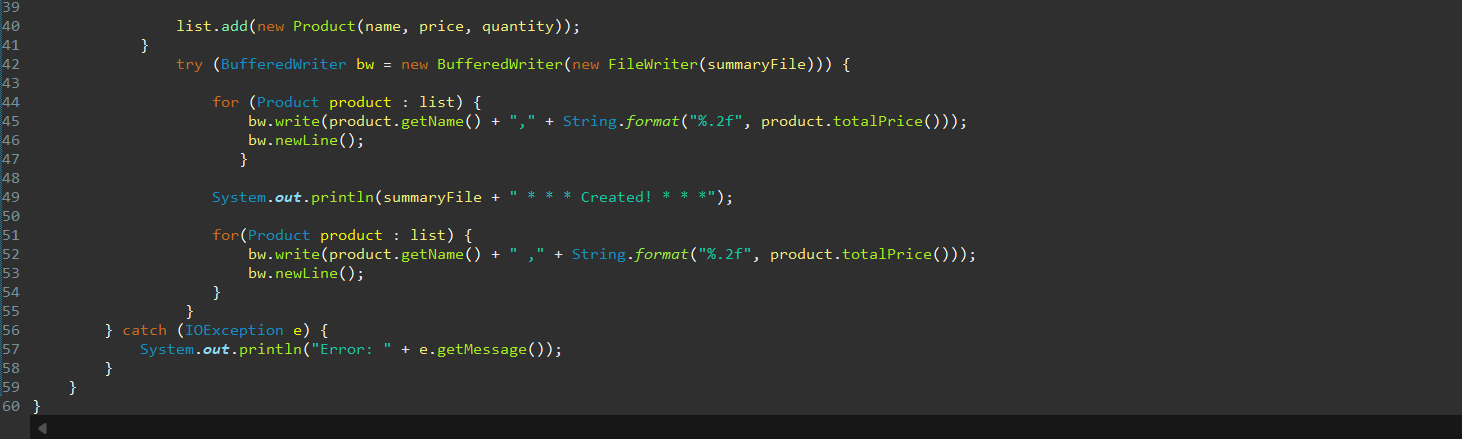 39
40 list.add(new Product(name, price, quantity));
41 }
42 try (BufferedWriter bw = new BufferedWriter(new FileWriter(summaryFile))) {
43
44 for (Product product : list) {
45 bw.write(product.getName() + "," + String.format("%.2f", product.totalPrice()));
46 bw.newLine();
47 }
48
49 System.out.println(summaryFile + " * * * Created! * * *");
50
51 for(Product product : list) {
52 bw.write(product.getName() + " ," + String.format("%.2f", product.totalPrice()));
53 bw.newLine();
54 }
55 }
56 } catch (IOException e) {
57 System.out.println("Error: " + e.getMessage());
58 }
59 }
60 }